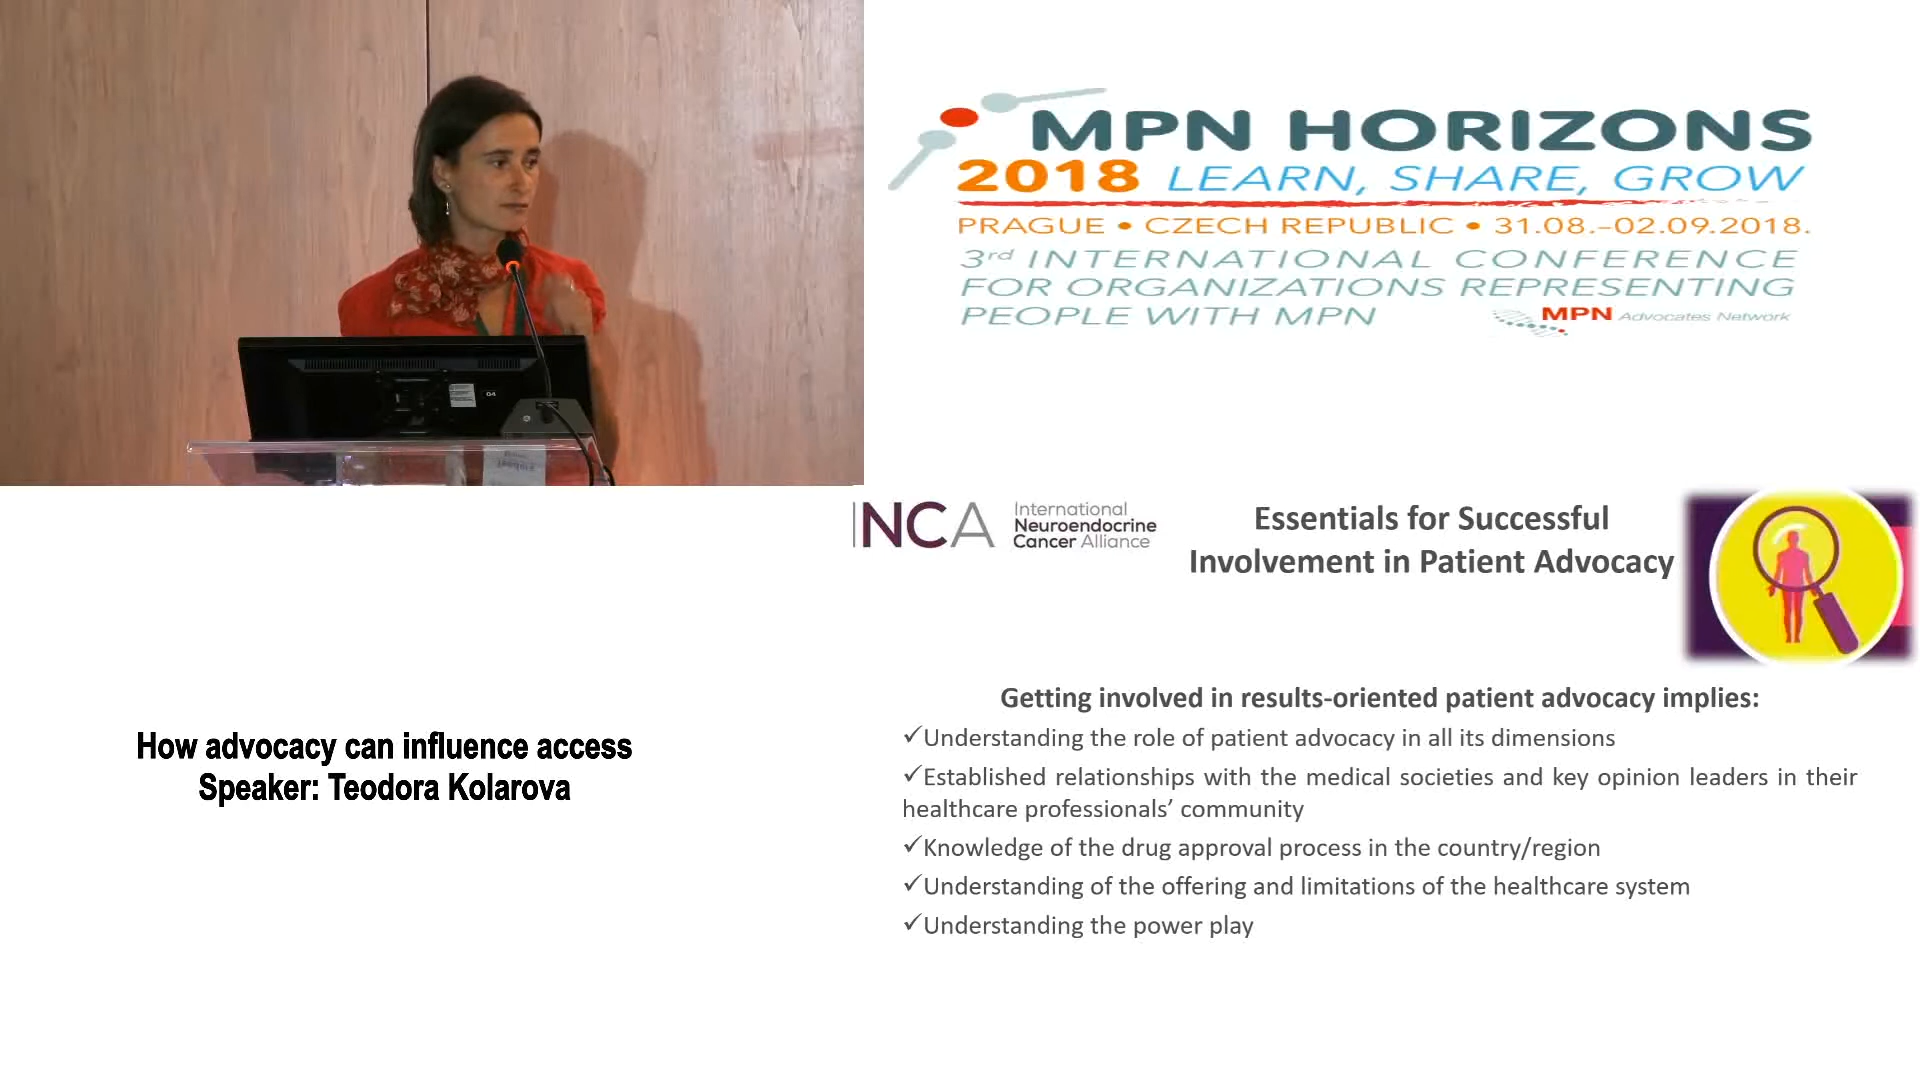 MPN HORIZONS
2018 LEARN, SHARE, GROW
PRAGUE • CZECH REPUBLIC • 31.08.–02.09.2018.
3rd INTERNATIONAL CONFERENCE
FOR ORGANIZATIONS REPRESENTING
PEOPLE WITH MPN
MPN Advocates Network
04
INCA International
Neuroendocrine
Cancer Alliance
Essentials for Successful
Involvement in Patient Advocacy
How advocacy can influence access
Speaker: Teodora Kolarova
Getting involved in results-oriented patient advocacy implies:
✓Understanding the role of patient advocacy in all its dimensions
✓Established relationships with the medical societies and key opinion leaders in their
healthcare professionals’ community
✓Knowledge of the drug approval process in the country/region
✓Understanding of the offering and limitations of the healthcare system
✓Understanding the power play